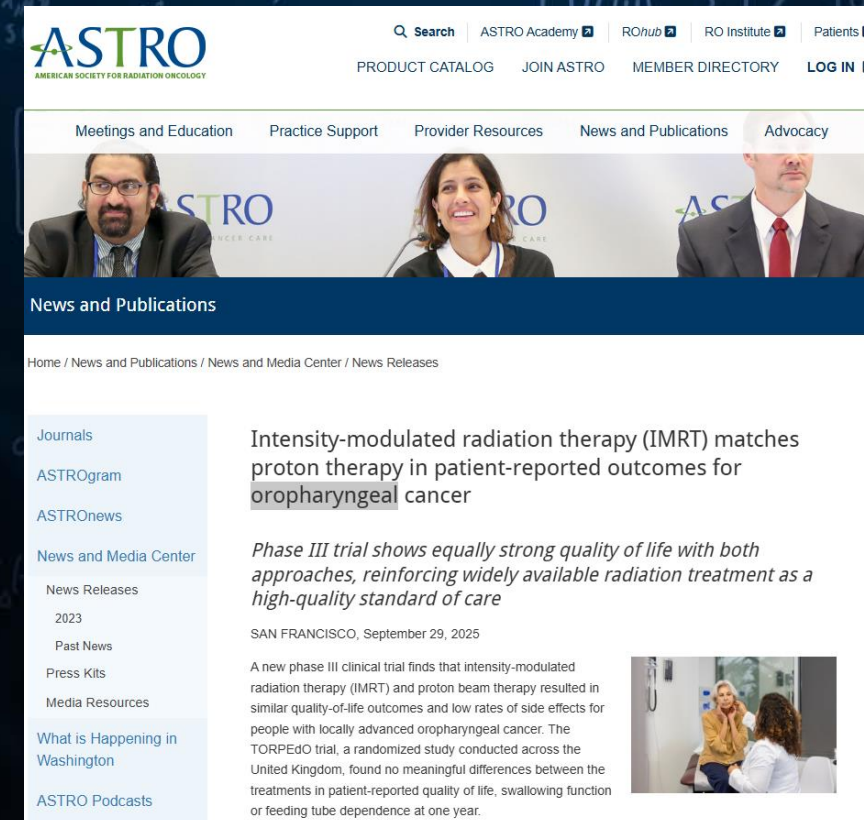 ASTRO
AMERICAN SOCIETY FOR RADIATION ONCOLOGY
Search
ASTRO Academy
ROhub
RO Institute
Patients
PRODUCT CATALOG
JOIN ASTRO
MEMBER DIRECTORY
LOG IN
Meetings and Education
Practice Support
Provider Resources
News and Publications
Advocacy
STRO
ANCER CARE
RO
CARE
AS
News and Publications
Home / News and Publications / News and Media Center / News Releases
Journals
ASTROgram
ASTROnews
News and Media Center
News Releases
2023
Past News
Press Kits
Media Resources
What is Happening in
Washington
ASTRO Podcasts
Intensity-modulated radiation therapy (IMRT) matches
proton therapy in patient-reported outcomes for
oropharyngeal cancer
Phase III trial shows equally strong quality of life with both
approaches, reinforcing widely available radiation treatment as a
high-quality standard of care
SAN FRANCISCO, September 29, 2025
A new phase III clinical trial finds that intensity-modulated
radiation therapy (IMRT) and proton beam therapy resulted in
similar quality-of-life outcomes and low rates of side effects for
people with locally advanced oropharyngeal cancer. The
TORPEdO trial, a randomized study conducted across the
United Kingdom, found no meaningful differences between the
treatments in patient-reported quality of life, swallowing function
or feeding tube dependence at one year.